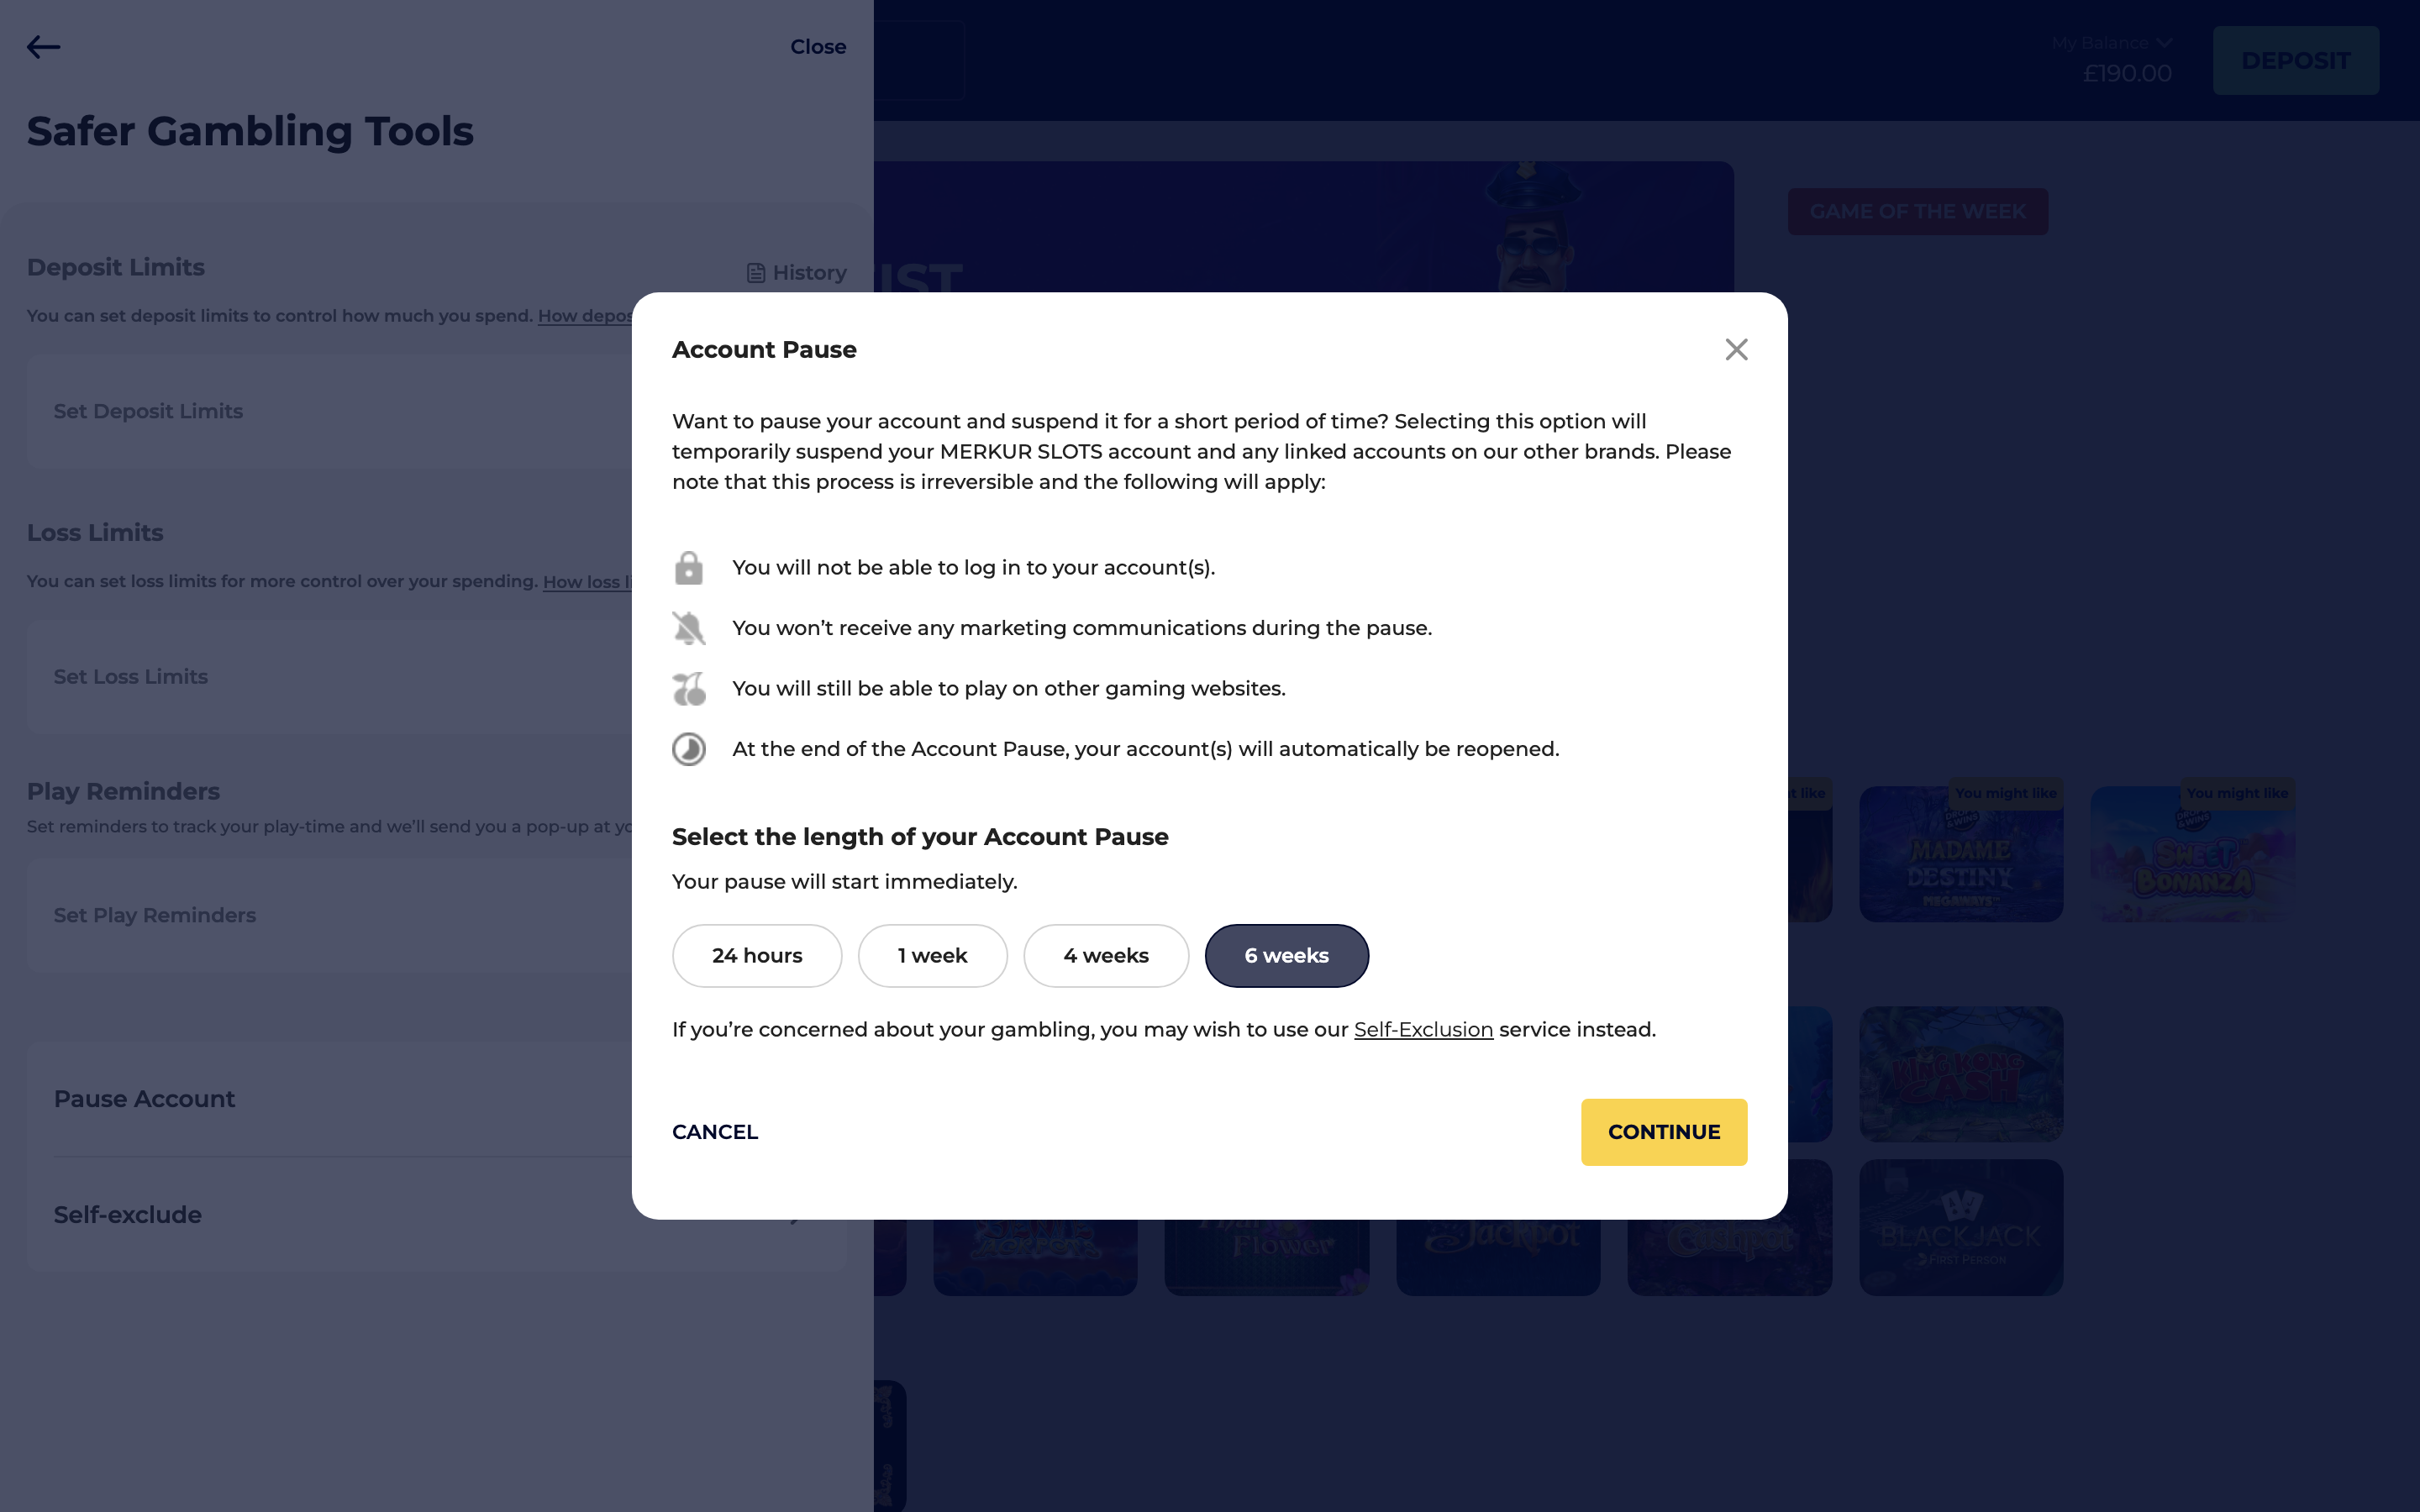 Close
My Balance
£190.00
DEPOSIT
Safer Gambling Tools
GAME OF THE WEEK
Deposit Limits
History
You can set deposit limits to control how much you spend. How depos
Set Deposit Limits
Loss Limits
You can set loss limits for more control over your spending. How loss li
Set Loss Limits
Play Reminders
Set reminders to track your play-time and we'll send you a pop-up at yo
Set Play Reminders
Pause Account
Self-exclude
Account Pause
Want to pause your account and suspend it for a short period of time? Selecting this option will
temporarily suspend your MERKUR SLOTS account and any linked accounts on our other brands. Please
note that this process is irreversible and the following will apply:
You will not be able to log in to your account(s).
You won't receive any marketing communications during the pause.
You will still be able to play on other gaming websites.
At the end of the Account Pause, your account(s) will automatically be reopened.
Select the length of your Account Pause
Your pause will start immediately.
24 hours
1 week
4 weeks
6 weeks
If you're concerned about your gambling, you may wish to use our Self-Exclusion service instead.
CANCEL
CONTINUE
like
You might like
You might like
MADAME
DESTINY
MEGAWAYS
SWEET
BONANZA
KING KONG
CASH
Flower
Jackpot
BLACKJACK
FIRST PERSON